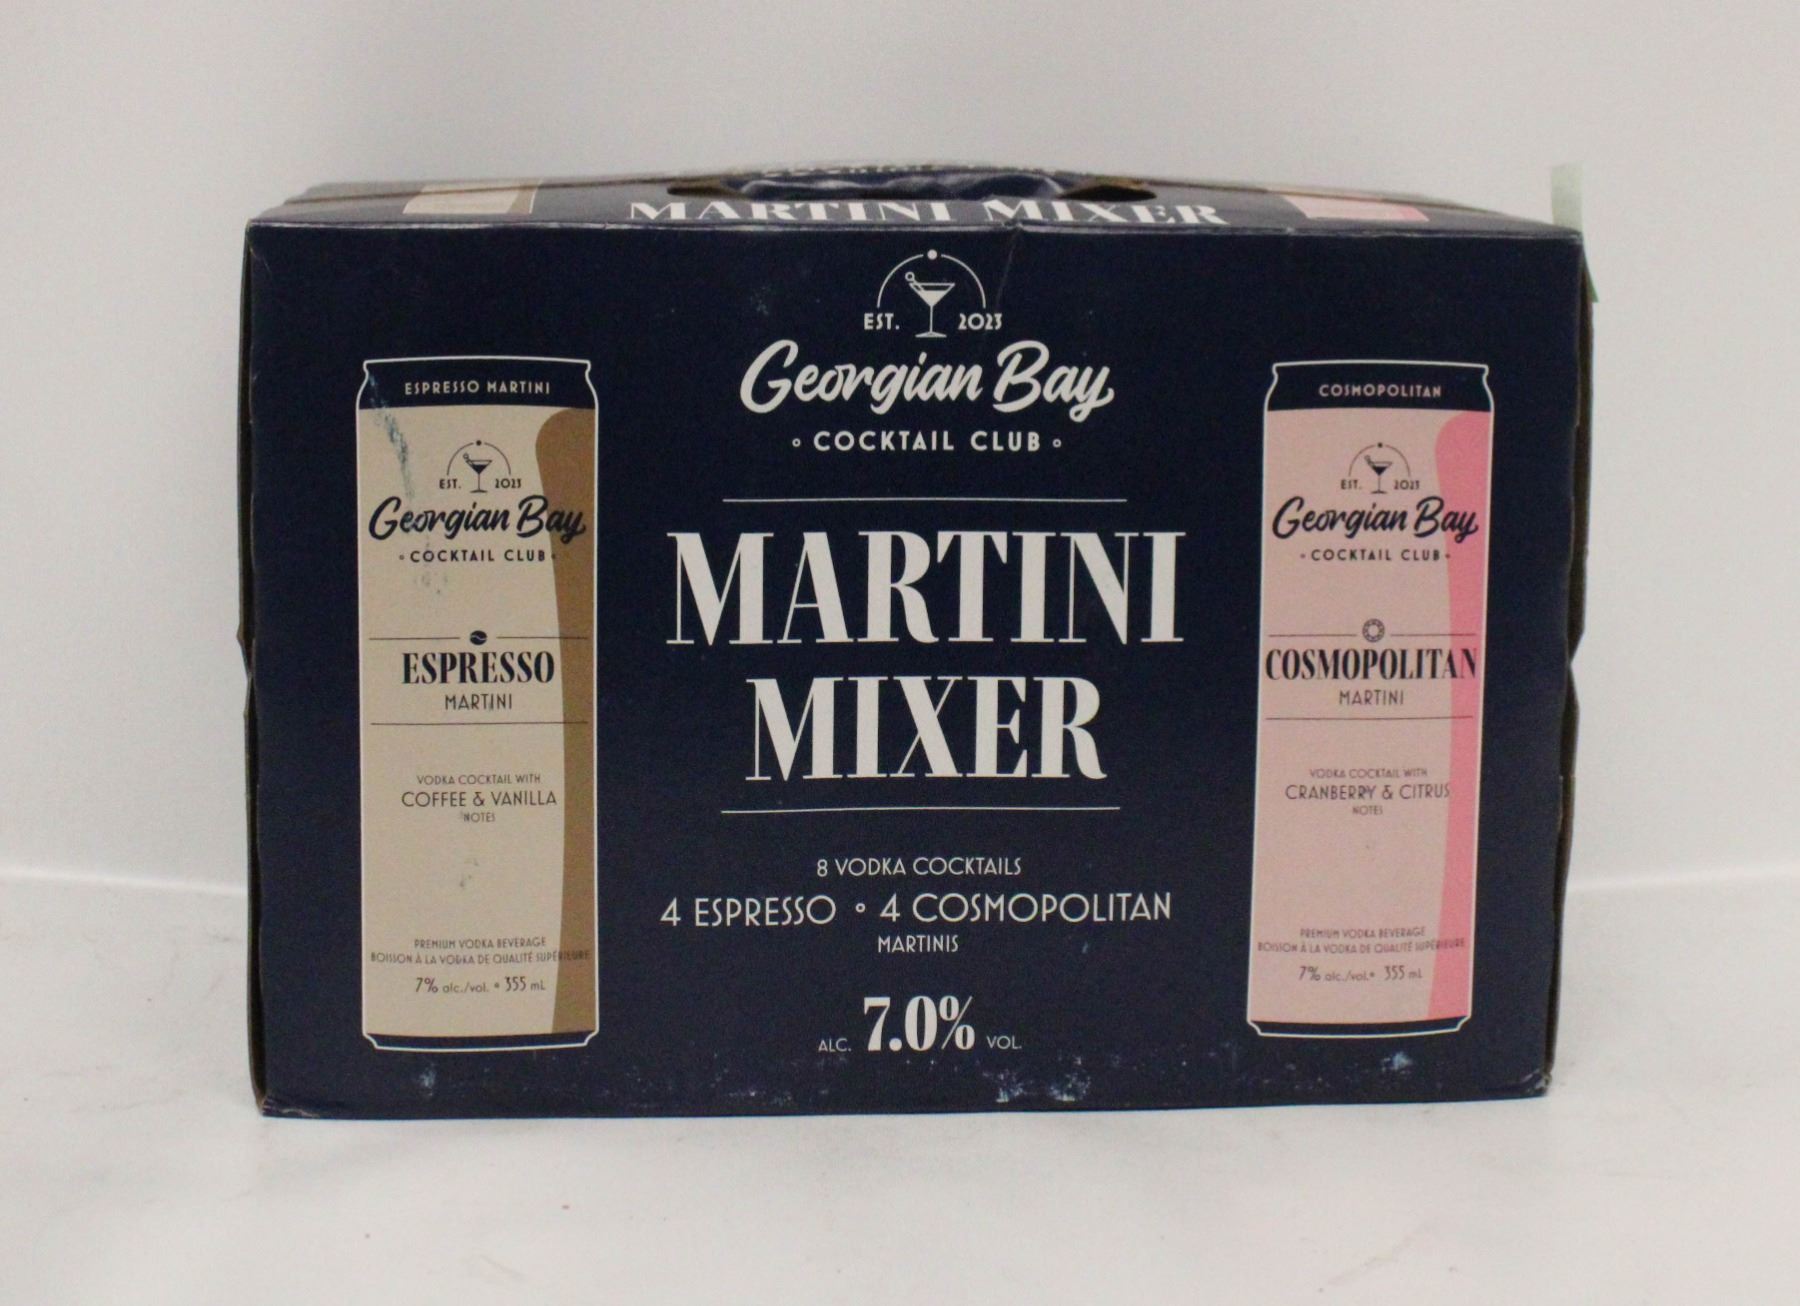 MARTINI MIXER
EST. 2023
Georgian Bay
COCKTAIL CLUB
MARTINI
MIXER
8 VODKA COCKTAILS
4 ESPRESSO • 4 COSMOPOLITAN
MARTINIS
ALC. 7.0% VOL.
ESPRESSO MARTINI
EST. 2023
Georgian Bay
COCKTAIL CLUB
ESPRESSO
MARTINI
VODKA COCKTAIL WITH
COFFEE & VANILLA
NOTES
PREMIUM VODKA BEVERAGE
BOISSON À LA VODKA DE QUALITÉ SUPÉRIEURE
7% alc./vol. • 355 mL
COSMOPOLITAN
EST. 2023
Georgian Bay
COCKTAIL CLUB
COSMOPOLITAN
MARTINI
VODKA COCKTAIL WITH
CRANBERRY & CITRUS
NOTES
PREMIUM VODKA BEVERAGE
BOISSON À LA VODKA DE QUALITÉ SUPÉRIEURE
7% alc./vol. • 355 mL